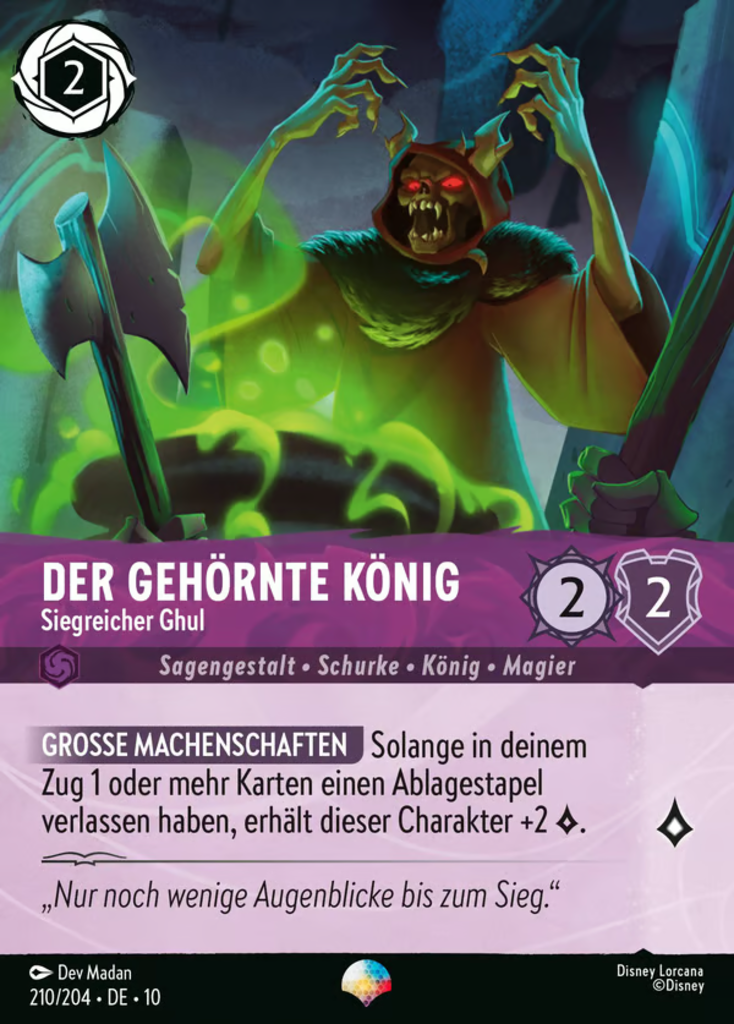 2
DER GEHÖRNTE KÖNIG
Siegreicher Ghul
2
2
Sagengestalt • Schurke • König • Magier
GROSSE MACHENSCHAFTEN Solange in deinem
Zug 1 oder mehr Karten einen Ablagestapel
verlassen haben, erhält dieser Charakter +2 .
„Nur noch wenige Augenblicke bis zum Sieg.“
Dev Madan
210/204 • DE • 10
Disney Lorcana
©Disney